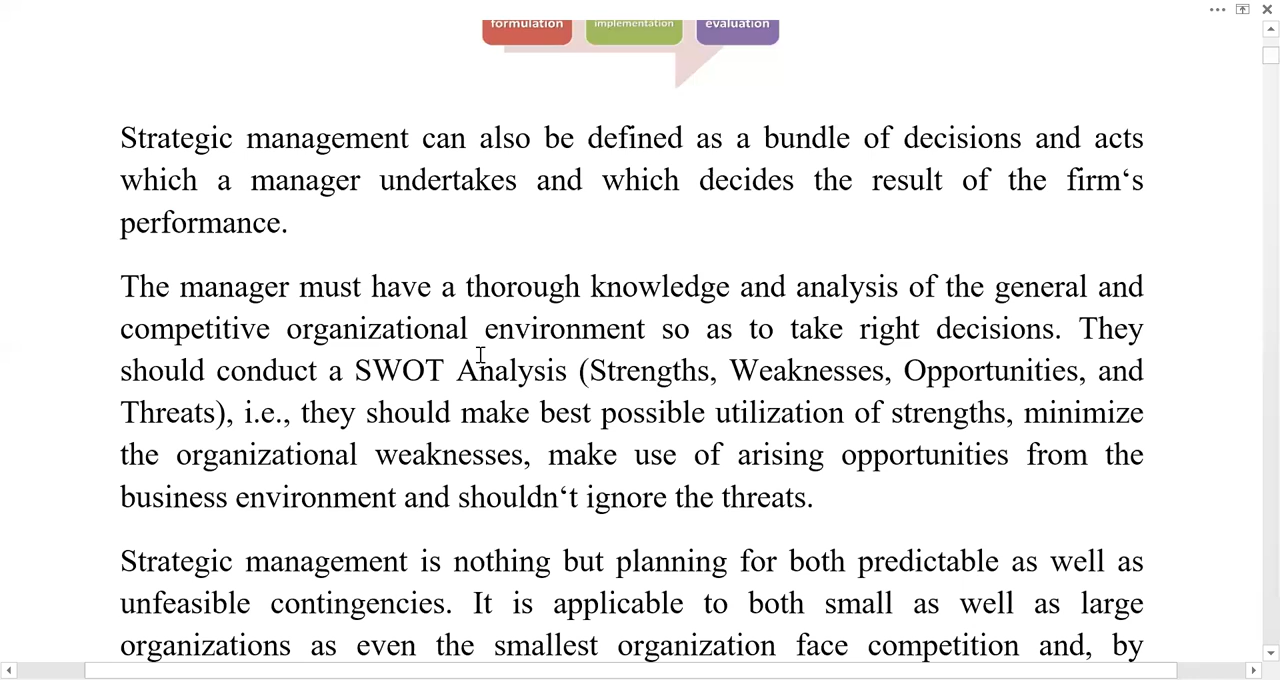 formulation implementation evaluation
Strategic management can also be defined as a bundle of decisions and acts
which a manager undertakes and which decides the result of the firm‘s
performance.
The manager must have a thorough knowledge and analysis of the general and
competitive organizational environment so as to take right decisions. They
should conduct a SWOT Analysis (Strengths, Weaknesses, Opportunities, and
Threats), i.e., they should make best possible utilization of strengths, minimize
the organizational weaknesses, make use of arising opportunities from the
business environment and shouldn‘t ignore the threats.
Strategic management is nothing but planning for both predictable as well as
unfeasible contingencies. It is applicable to both small as well as large
organizations as even the smallest organization face competition and, by